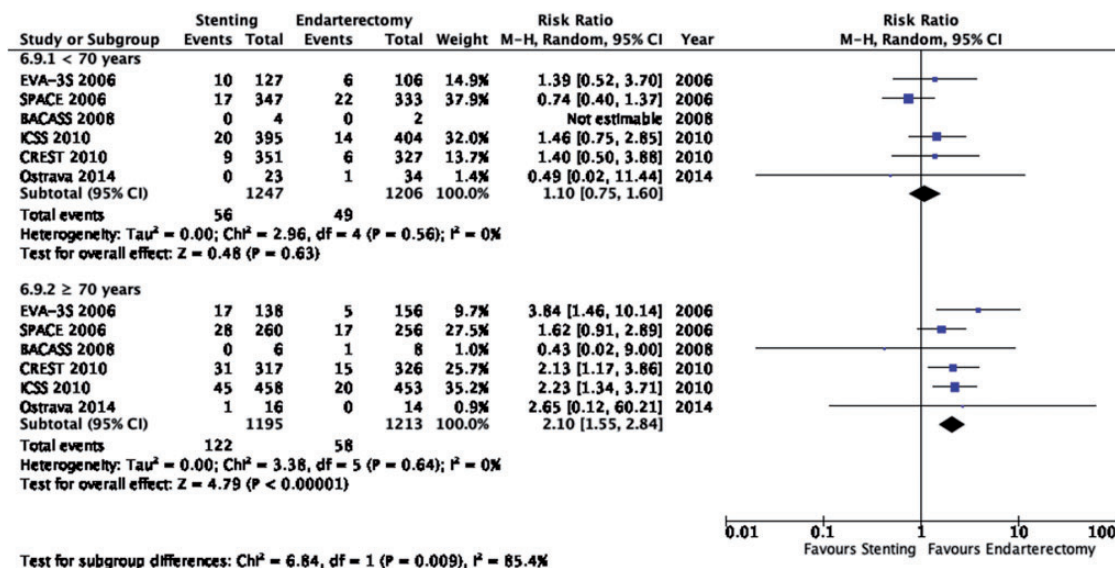 Stenting Endarterectomy Risk Ratio Risk Ratio
Study or Subgroup Events Total Events Total Weight M-H, Random, 95% CI Year M-H, Random, 95% CI
6.9.1 < 70 years
EVA-3S 2006 10 127 6 106 14.9% 1.39 [0.52, 3.70] 2006
SPACE 2006 17 347 22 333 37.9% 0.74 [0.40, 1.37] 2006
BACASS 2008 0 4 0 2 Not estimable 2008
ICSS 2010 20 395 14 404 32.0% 1.46 [0.75, 2.85] 2010
CREST 2010 9 351 6 327 13.7% 1.40 [0.50, 3.88] 2010
Ostrava 2014 0 23 1 34 1.4% 0.49 [0.02, 11.44] 2014
Subtotal (95% CI) 1247 1206 100.0% 1.10 [0.75, 1.60]
Total events 56 49
Heterogeneity: Tau² = 0.00; Chi² = 2.96, df = 4 (P = 0.56); I² = 0%
Test for overall effect: Z = 0.48 (P = 0.63)
6.9.2 ≥ 70 years
EVA-3S 2006 17 138 5 156 9.7% 3.84 [1.46, 10.14] 2006
SPACE 2006 28 260 17 256 27.5% 1.62 [0.91, 2.89] 2006
BACASS 2008 0 6 1 8 1.0% 0.43 [0.02, 9.00] 2008
CREST 2010 31 317 15 326 25.7% 2.13 [1.17, 3.86] 2010
ICSS 2010 45 458 20 453 35.2% 2.23 [1.34, 3.71] 2010
Ostrava 2014 1 16 0 14 0.9% 2.65 [0.12, 60.21] 2014
Subtotal (95% CI) 1195 1213 100.0% 2.10 [1.55, 2.84]
Total events 122 58
Heterogeneity: Tau² = 0.00; Chi² = 3.38, df = 5 (P = 0.64); I² = 0%
Test for overall effect: Z = 4.79 (P < 0.00001)
0.01 0.1 1 10 100
Favours Stenting Favours Endarterectomy
Test for subgroup differences: Chi² = 6.84, df = 1 (P = 0.009), I² = 85.4%